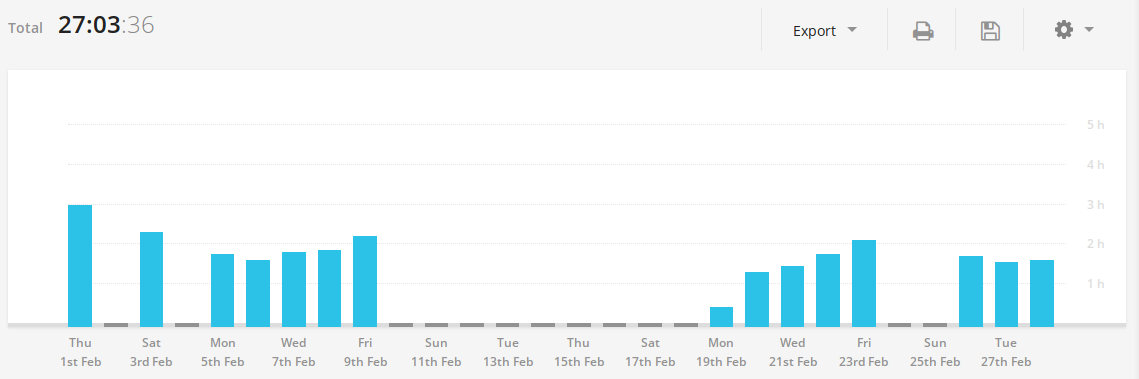 Total 27:03:36 Export
5 h
4 h
3 h
2 h
1 h
Thu Sat Mon Wed Fri Sun Tue Thu Sat Mon Wed Fri Sun Tue
1st Feb 3rd Feb 5th Feb 7th Feb 9th Feb 11th Feb 13th Feb 15th Feb 17th Feb 19th Feb 21st Feb 23rd Feb 25th Feb 27th Feb